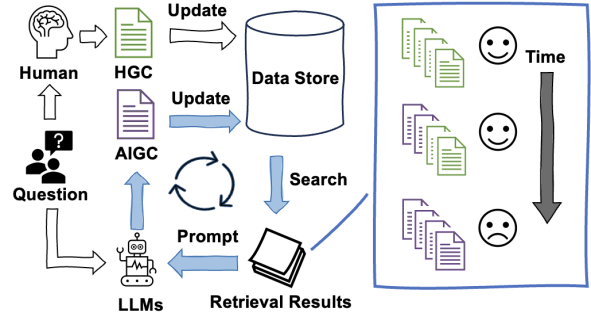 Update
Human
HGC
Data Store
Update
AIGC
Question
Search
Prompt
LLMs
Retrieval Results
Time
?